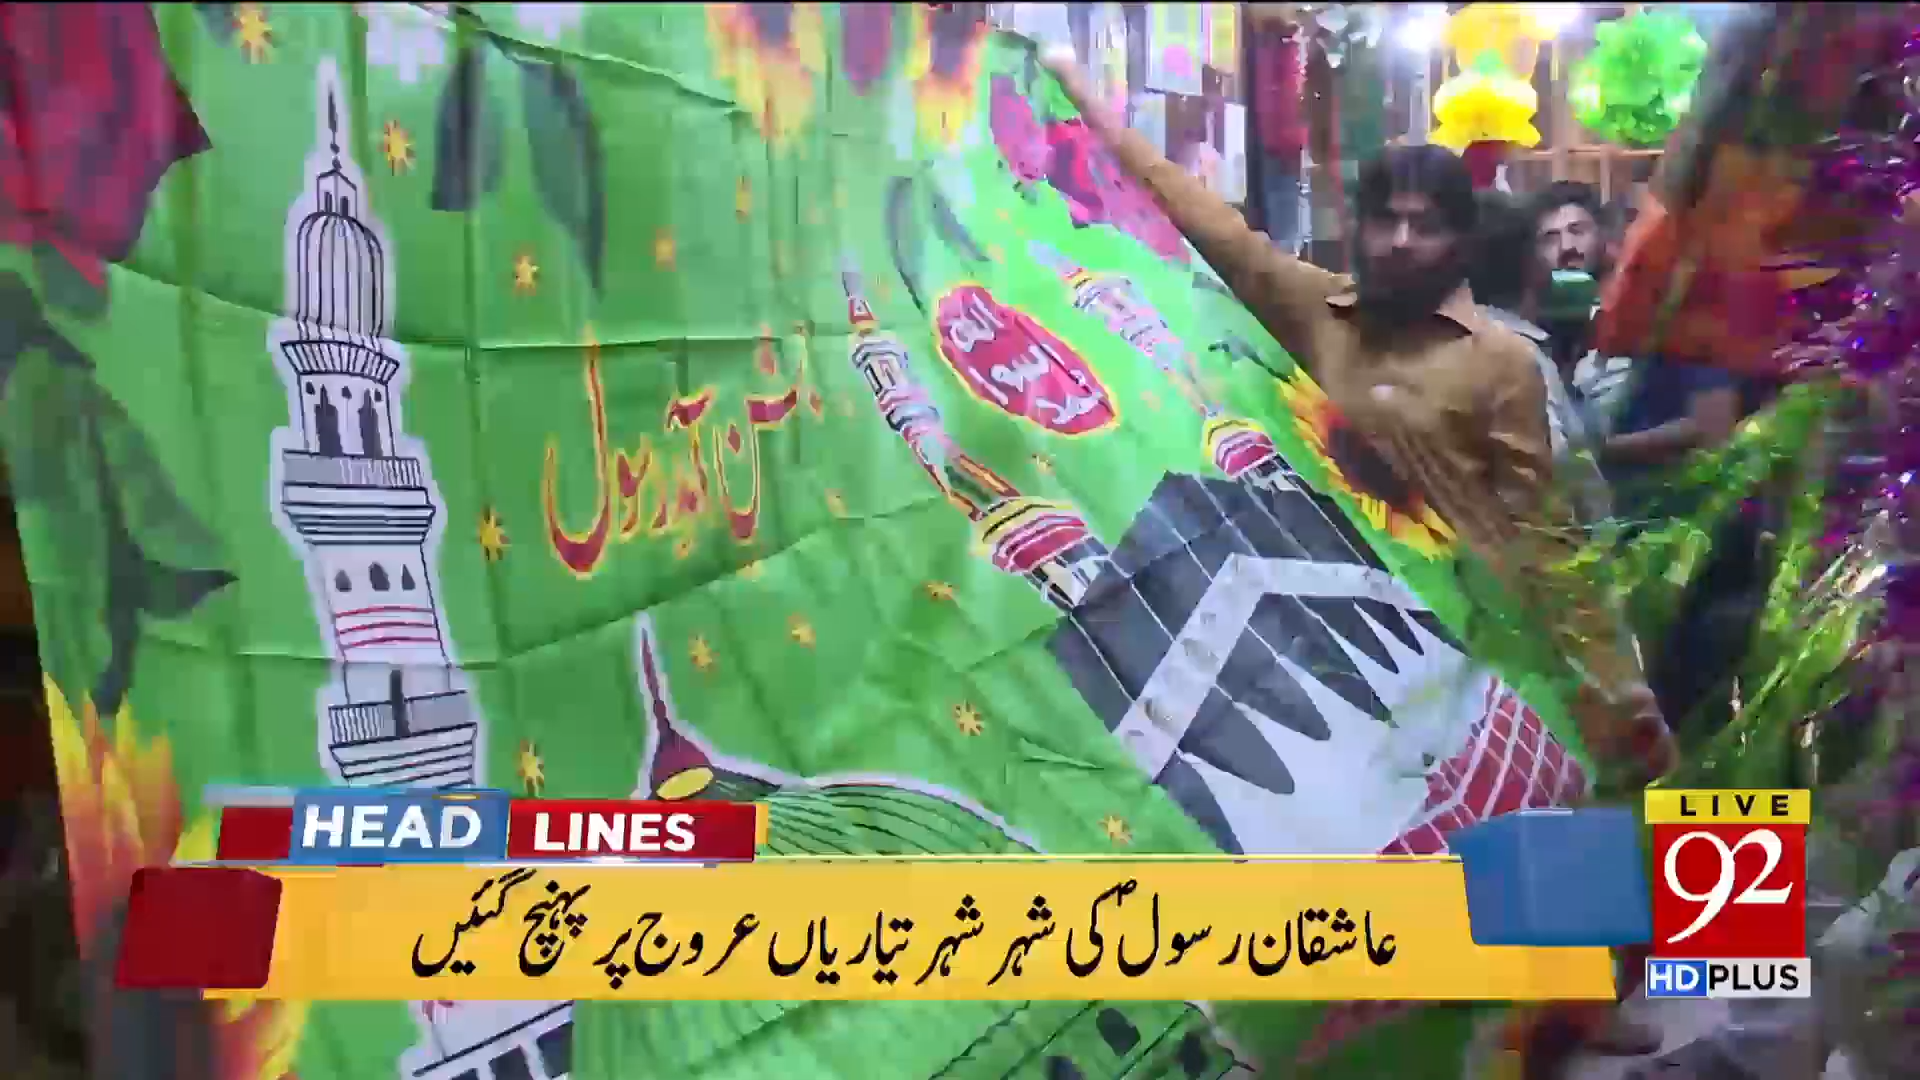 جشن آمد رسول
HEAD LINES
عاشقان رسولؐ کی شہر شہر تیاریاں عروج پر پہنچ گئیں
LIVE
92
HD PLUS